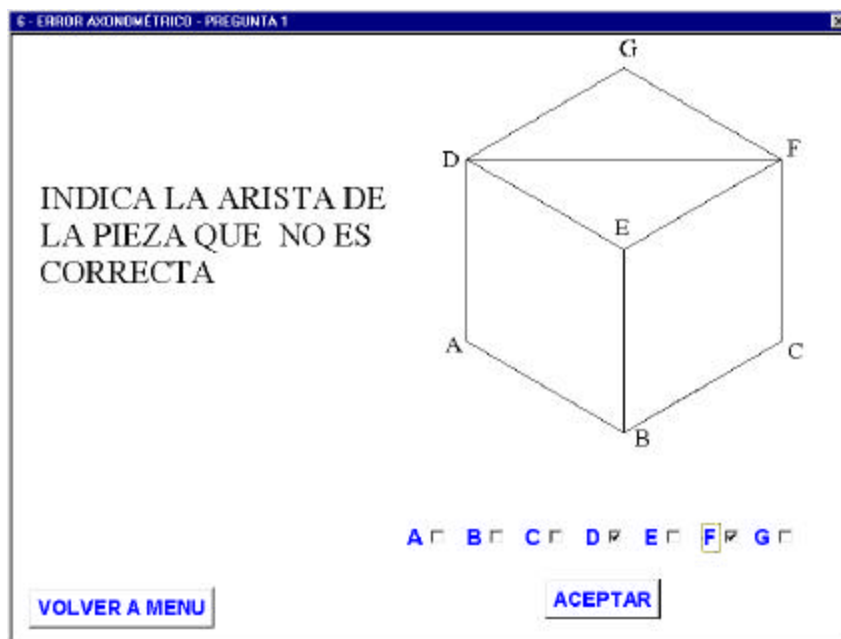 6 - ERROR AXONOMÉTRICO - PREGUNTA 1
G
D
F
INDICA LA ARISTA DE
LA PIEZA QUE NO ES
CORRECTA
E
A
C
B
A B C D E F G
VOLVER A MENU
ACEPTAR